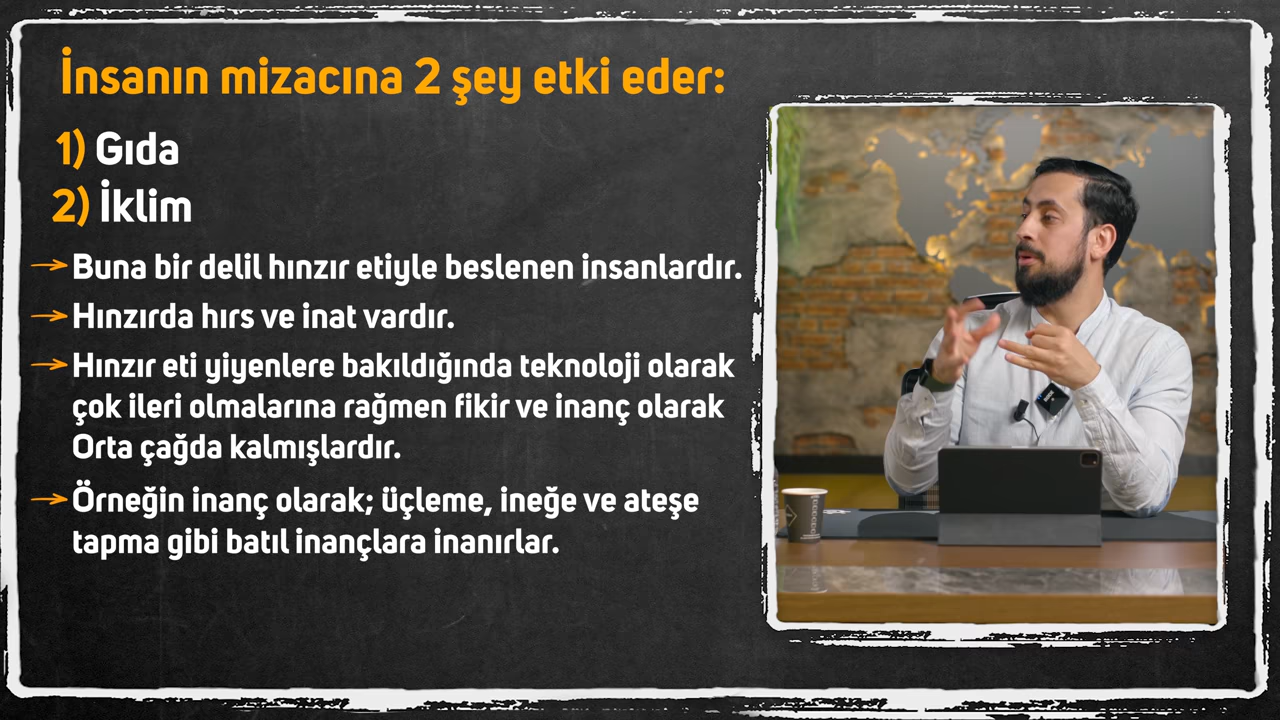 İnsanın mizacına 2 şey etki eder:
1) Gıda
2) İklim
→ Buna bir delil hınzır etiyle beslenen insanlardır.
→ Hınzırda hırs ve inat vardır.
→ Hınzır eti yiyenlere bakıldığında teknoloji olarak
çok ileri olmalarına rağmen fikir ve inanç olarak
Orta çağda kalmışlardır.
→ Örneğin inanç olarak; üçleme, ineğe ve ateşe
tapma gibi batıl inançlara inanırlar.